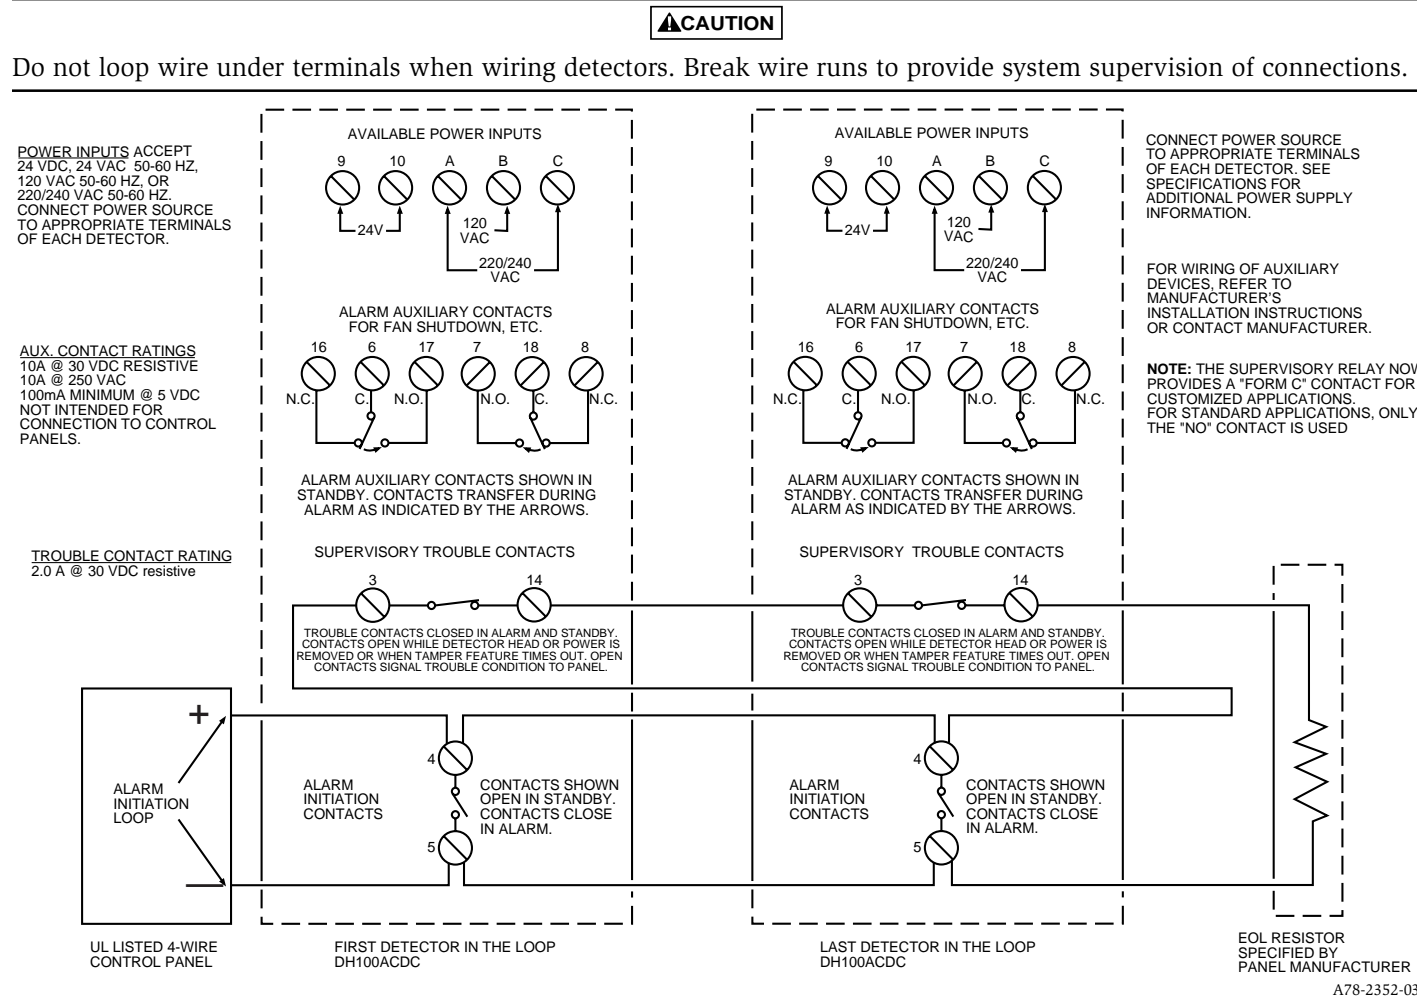 CAUTION
Do not loop wire under terminals when wiring detectors. Break wire runs to provide system supervision of connections.
POWER INPUTS ACCEPT
24 VDC, 24 VAC 50-60 HZ,
120 VAC 50-60 HZ, OR
220/240 VAC 50-60 HZ.
CONNECT POWER SOURCE
TO APPROPRIATE TERMINALS
OF EACH DETECTOR.
AUX. CONTACT RATINGS
10A @ 30 VDC RESISTIVE
10A @ 250 VAC
100mA MINIMUM @ 5 VDC
NOT INTENDED FOR
CONNECTION TO CONTROL
PANELS.
TROUBLE CONTACT RATING
2.0 A @ 30 VDC resistive
AVAILABLE POWER INPUTS
9 10 A B C
24V
120
VAC
220/240
VAC
ALARM AUXILIARY CONTACTS
FOR FAN SHUTDOWN, ETC.
16 6 17 7 18 8
N.C. C. N.O. N.O. C. N.C.
ALARM AUXILIARY CONTACTS SHOWN IN
STANDBY. CONTACTS TRANSFER DURING
ALARM AS INDICATED BY THE ARROWS.
SUPERVISORY TROUBLE CONTACTS
3 14
TROUBLE CONTACTS CLOSED IN ALARM AND STANDBY.
CONTACTS OPEN WHILE DETECTOR HEAD OR POWER IS
REMOVED OR WHEN TAMPER FEATURE TIMES OUT. OPEN
CONTACTS SIGNAL TROUBLE CONDITION TO PANEL.
AVAILABLE POWER INPUTS
9 10 A B C
24V
120
VAC
220/240
VAC
ALARM AUXILIARY CONTACTS
FOR FAN SHUTDOWN, ETC.
16 6 17 7 18 8
N.C. C. N.O. N.O. C. N.C.
ALARM AUXILIARY CONTACTS SHOWN IN
STANDBY. CONTACTS TRANSFER DURING
ALARM AS INDICATED BY THE ARROWS.
SUPERVISORY TROUBLE CONTACTS
3 14
TROUBLE CONTACTS CLOSED IN ALARM AND STANDBY.
CONTACTS OPEN WHILE DETECTOR HEAD OR POWER IS
REMOVED OR WHEN TAMPER FEATURE TIMES OUT. OPEN
CONTACTS SIGNAL TROUBLE CONDITION TO PANEL.
CONNECT POWER SOURCE
TO APPROPRIATE TERMINALS
OF EACH DETECTOR. SEE
SPECIFICATIONS FOR
ADDITIONAL POWER SUPPLY
INFORMATION.
FOR WIRING OF AUXILIARY
DEVICES, REFER TO
MANUFACTURER'S
INSTALLATION INSTRUCTIONS
OR CONTACT MANUFACTURER.
NOTE: THE SUPERVISORY RELAY NOW
PROVIDES A "FORM C" CONTACT FOR
CUSTOMIZED APPLICATIONS.
FOR STANDARD APPLICATIONS, ONLY
THE "NO" CONTACT IS USED
+
ALARM
INITIATION
LOOP
—
UL LISTED 4-WIRE
CONTROL PANEL
ALARM
INITIATION
CONTACTS
4
5
CONTACTS SHOWN
OPEN IN STANDBY.
CONTACTS CLOSE
IN ALARM.
FIRST DETECTOR IN THE LOOP
DH100ACDC
ALARM
INITIATION
CONTACTS
4
5
CONTACTS SHOWN
OPEN IN STANDBY.
CONTACTS CLOSE
IN ALARM.
LAST DETECTOR IN THE LOOP
DH100ACDC
EOL RESISTOR
SPECIFIED BY
PANEL MANUFACTURER
A78-2352-03